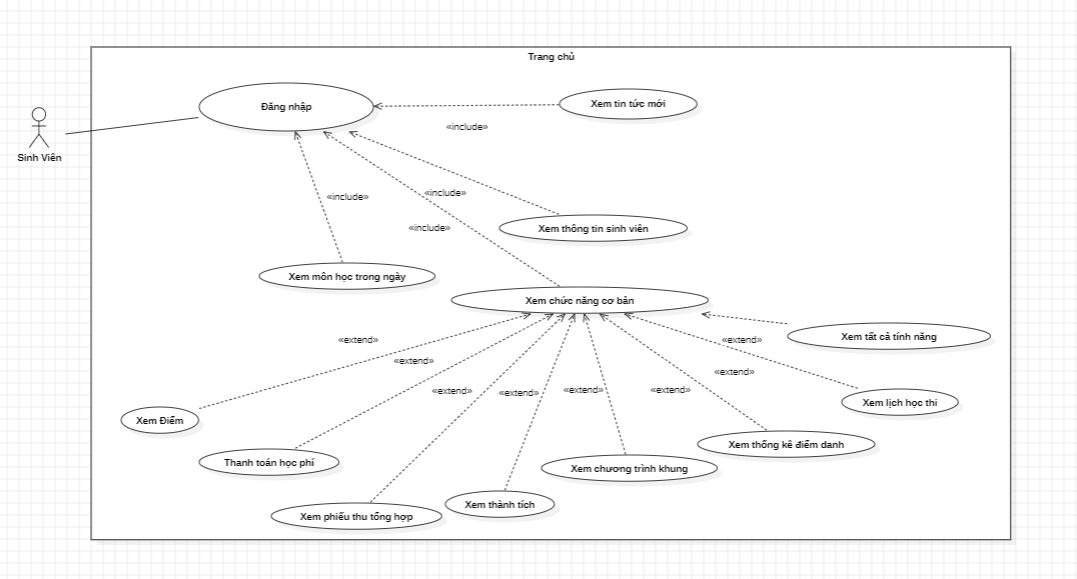 Trang chủ
Đăng nhập
Xem tin tức mới
«include»
Sinh Viên
«include»
«include»
«include»
Xem thông tin sinh viên
Xem môn học trong ngày
Xem chức năng cơ bản
Xem tất cả tính năng
«extend»
«extend»
«extend»
«extend»
«extend»
«extend»
«extend»
«extend»
Xem lịch học thi
Xem Điểm
Xem thống kê điểm danh
Thanh toán học phí
Xem chương trình khung
Xem thành tích
Xem phiếu thu tổng hợp